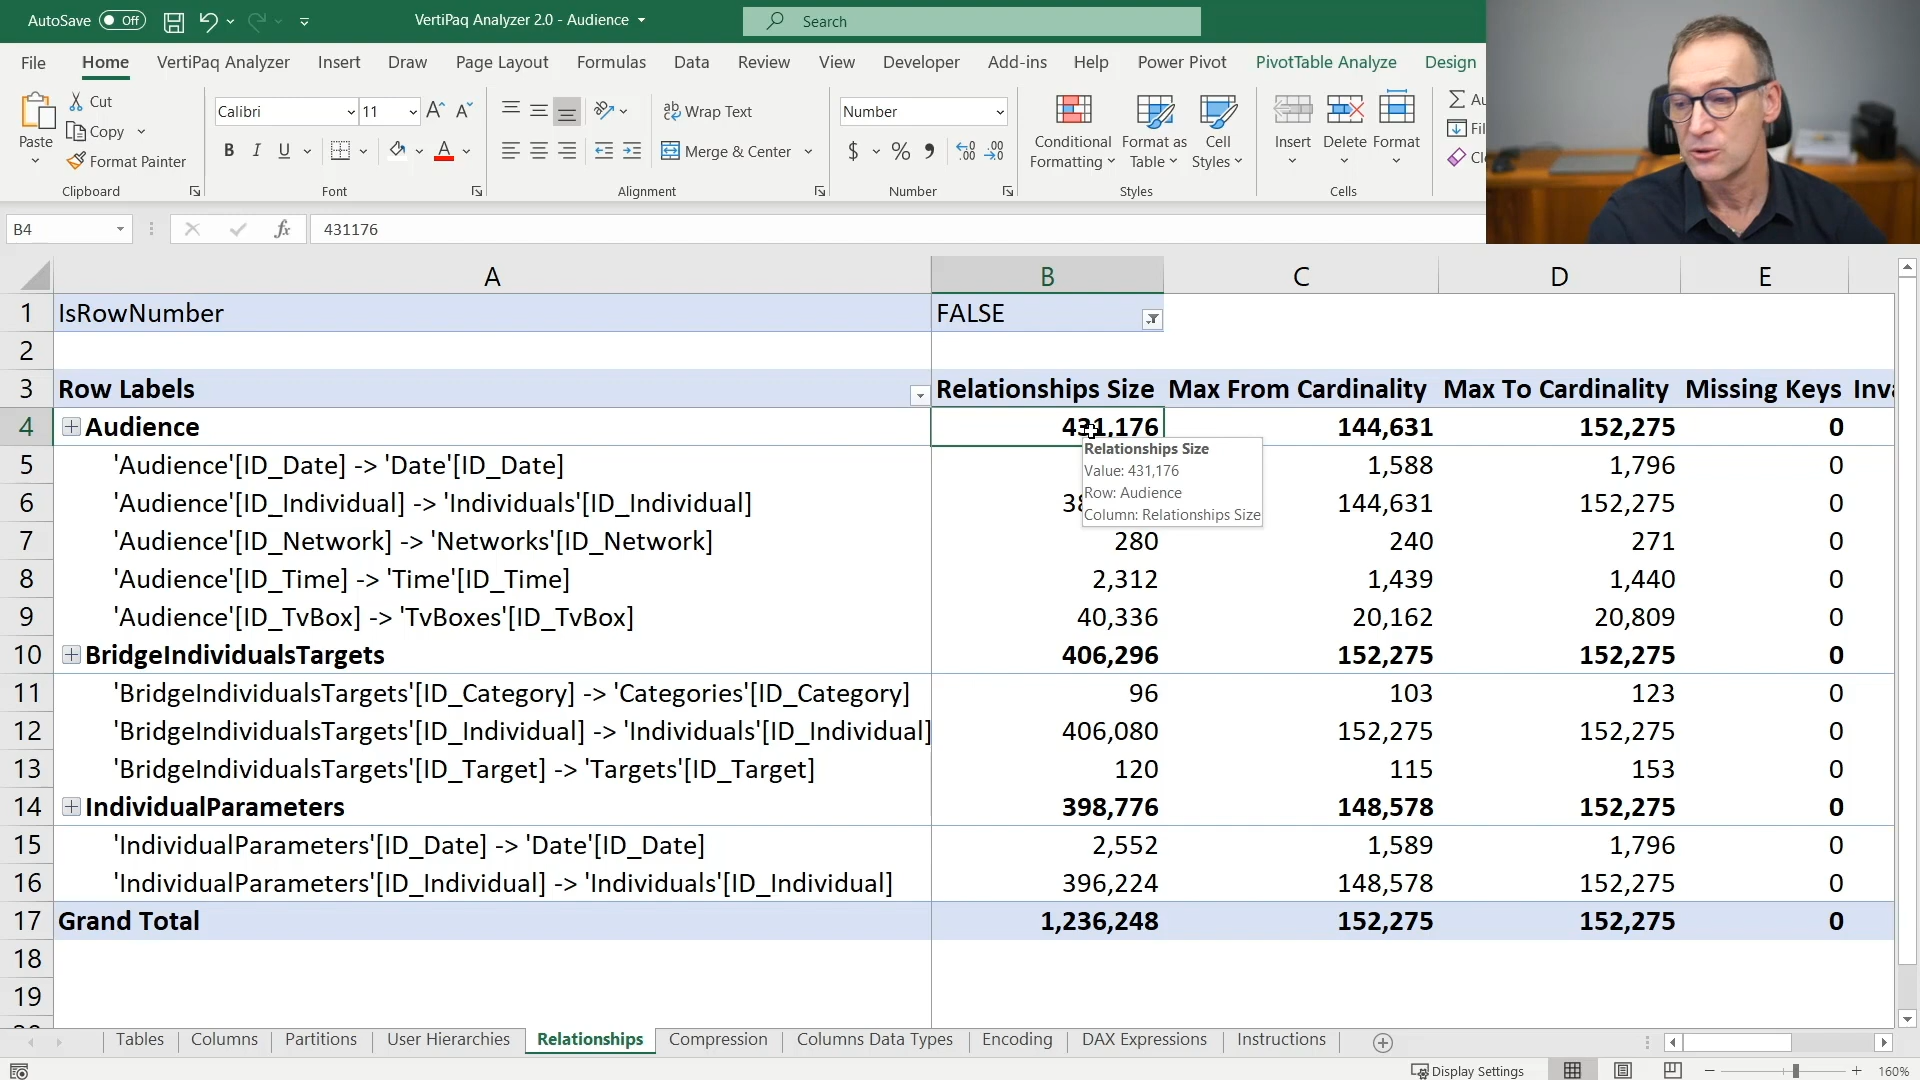 AutoSave Off VertiPaq Analyzer 2.0 - Audience Search
File Home VertiPaq Analyzer Insert Draw Page Layout Formulas Data Review View Developer Add-ins Help Power Pivot PivotTable Analyze Design
Paste
Cut
Copy
Format Painter
Clipboard
Calibri 11
B I U
Font
Wrap Text
Merge & Center
Alignment
Number
$ %
Number
Conditional Formatting
Format as Table
Cell Styles
Styles
Insert Delete Format
Cells
B4 fx 431176
A B C D E
1 IsRowNumber FALSE
2
3 Row Labels Relationships Size Max From Cardinality Max To Cardinality Missing Keys
4 Audience 431,176 144,631 152,275 0
5 'Audience'[ID_Date] -> 'Date'[ID_Date] 1,588 1,796 0
6 'Audience'[ID_Individual] -> 'Individuals'[ID_Individual] 144,631 152,275 0
7 'Audience'[ID_Network] -> 'Networks'[ID_Network] 280 240 271 0
8 'Audience'[ID_Time] -> 'Time'[ID_Time] 2,312 1,439 1,440 0
9 'Audience'[ID_TvBox] -> 'TvBoxes'[ID_TvBox] 40,336 20,162 20,809 0
10 BridgeIndividualsTargets 406,296 152,275 152,275 0
11 'BridgeIndividualsTargets'[ID_Category] -> 'Categories'[ID_Category] 96 103 123 0
12 'BridgeIndividualsTargets'[ID_Individual] -> 'Individuals'[ID_Individual] 406,080 152,275 152,275 0
13 'BridgeIndividualsTargets'[ID_Target] -> 'Targets'[ID_Target] 120 115 153 0
14 IndividualParameters 398,776 148,578 152,275 0
15 'IndividualParameters'[ID_Date] -> 'Date'[ID_Date] 2,552 1,589 1,796 0
16 'IndividualParameters'[ID_Individual] -> 'Individuals'[ID_Individual] 396,224 148,578 152,275 0
17 Grand Total 1,236,248 152,275 152,275 0
18
19
Relationships Size
Value: 431,176
Row: Audience
Column: Relationships Size
Tables Columns Partitions User Hierarchies Relationships Compression Columns Data Types Encoding DAX Expressions Instructions
Display Settings 160%